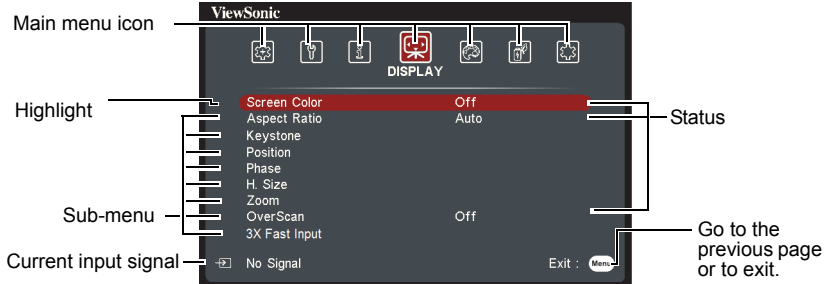 ViewSonic
Main menu icon
DISPLAY
Highlight
Screen Color Off
Aspect Ratio Auto
Status
Keystone
Position
Phase
H. Size
Zoom
Sub-menu
OverScan Off
3X Fast Input
Go to the
previous page
or to exit.
Current input signal
No Signal
Exit : Menu